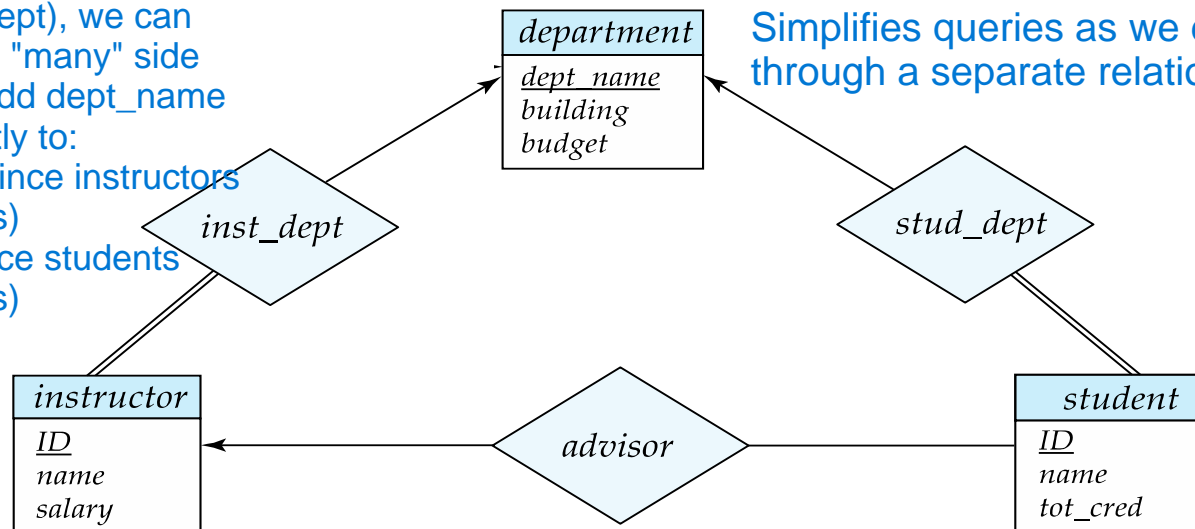 ept), we can
"many" side
dd dept_name
tly to:
ince instructors
s)
ce students
s)
department
dept_name
building
budget
Simplifies queries as we
through a separate relatio
inst_dept
stud_dept
instructor
ID
name
salary
advisor
student
ID
name
tot_cred